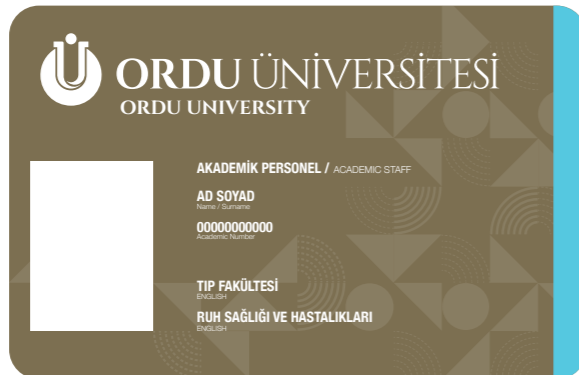 ORDU ÜNİVERSİTESİ
ORDU UNIVERSITY
AKADEMİK PERSONEL / ACADEMIC STAFF
AD SOYAD
Name / Surname
00000000000
Academic Number
TIP FAKÜLTESİ
ENGLISH
RUH SAĞLIĞI VE HASTALIKLARI
ENGLISH